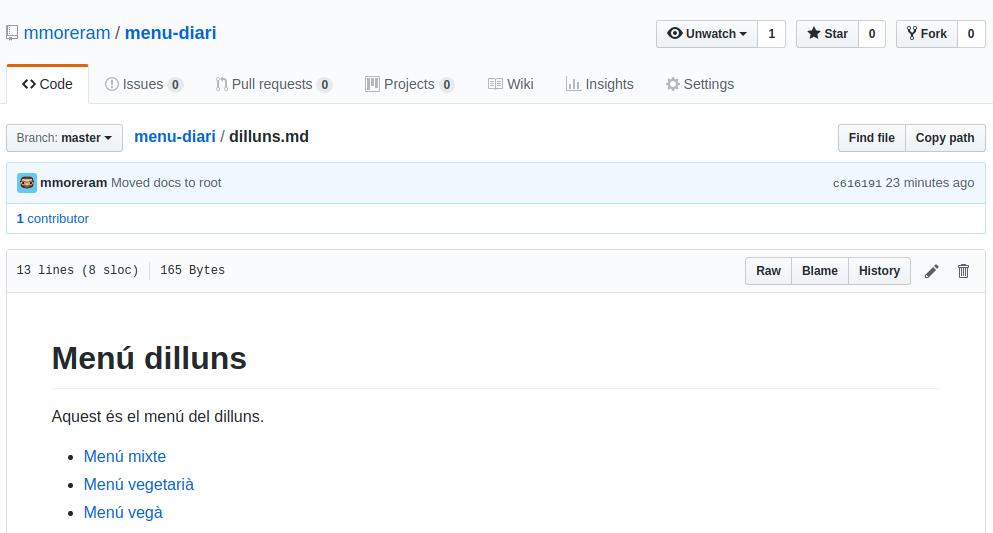 mmoreram / menu-diari
Unwatch 1 Star 0 Fork 0
Code Issues 0 Pull requests 0 Projects 0 Wiki Insights Settings
Branch: master menu-diari / dilluns.md Find file Copy path
mmoreram Moved docs to root c616191 23 minutes ago
1 contributor
13 lines (8 sloc) 165 Bytes Raw Blame History
Menú dilluns
Aquest és el menú del dilluns.
Menú mixte
Menú vegetarià
Menú vegà